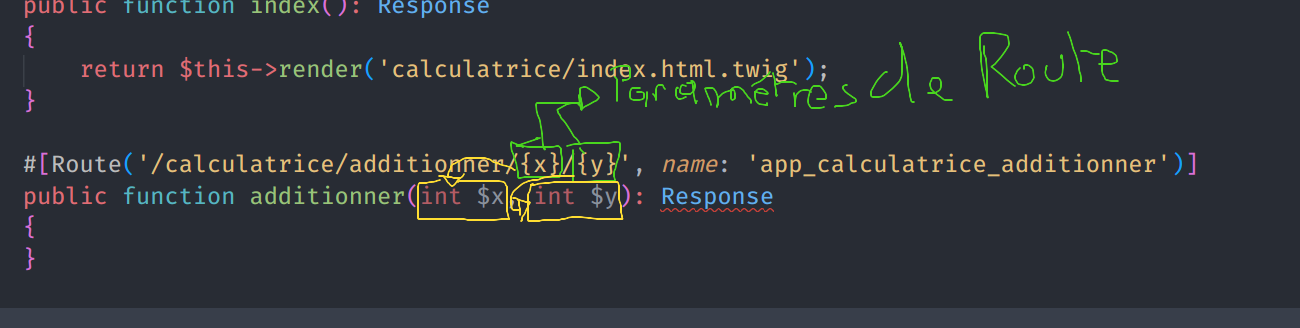 public function index(): Response
{
return $this->render('calculatrice/index.html.twig');
}
Paramètres de Route
#[Route('/calculatrice/additionner/{x}/{y}', name: 'app_calculatrice_additionner')]
public function additionner(int $x, int $y): Response
{
}